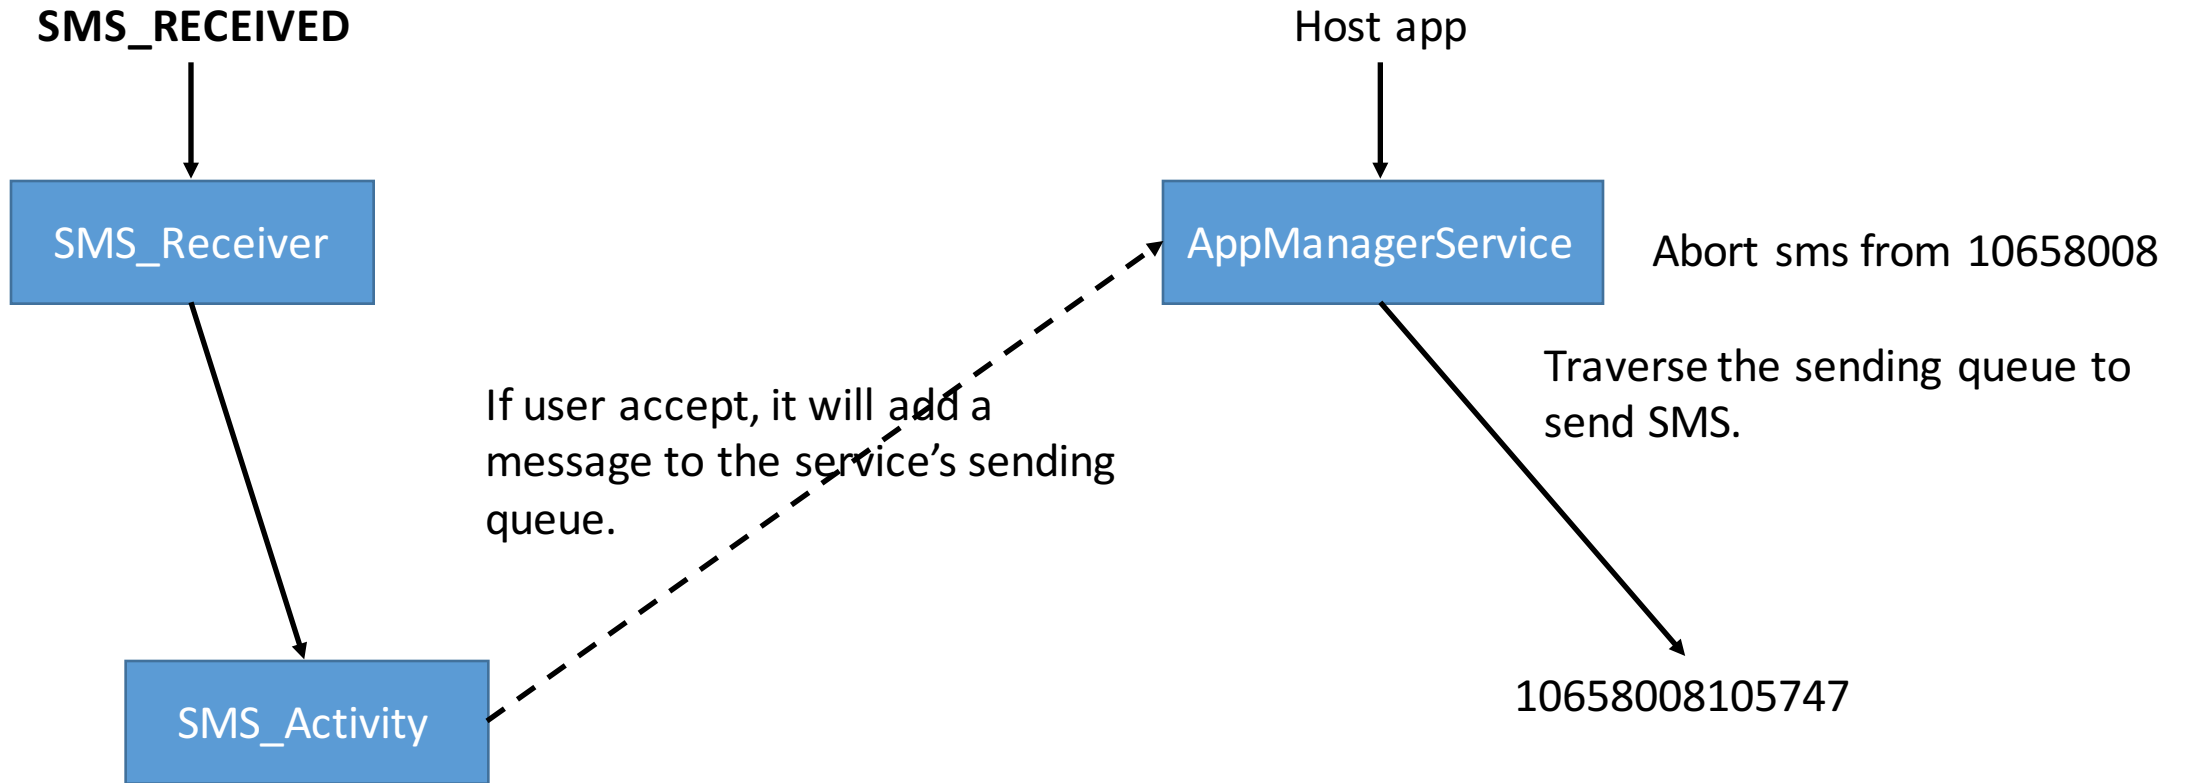 SMS_RECEIVED
Host app
SMS_Receiver
AppManagerService
Abort sms from 10658008
Traverse the sending queue to
send SMS.
If user accept, it will add a
message to the service’s sending
queue.
SMS_Activity
10658008105747